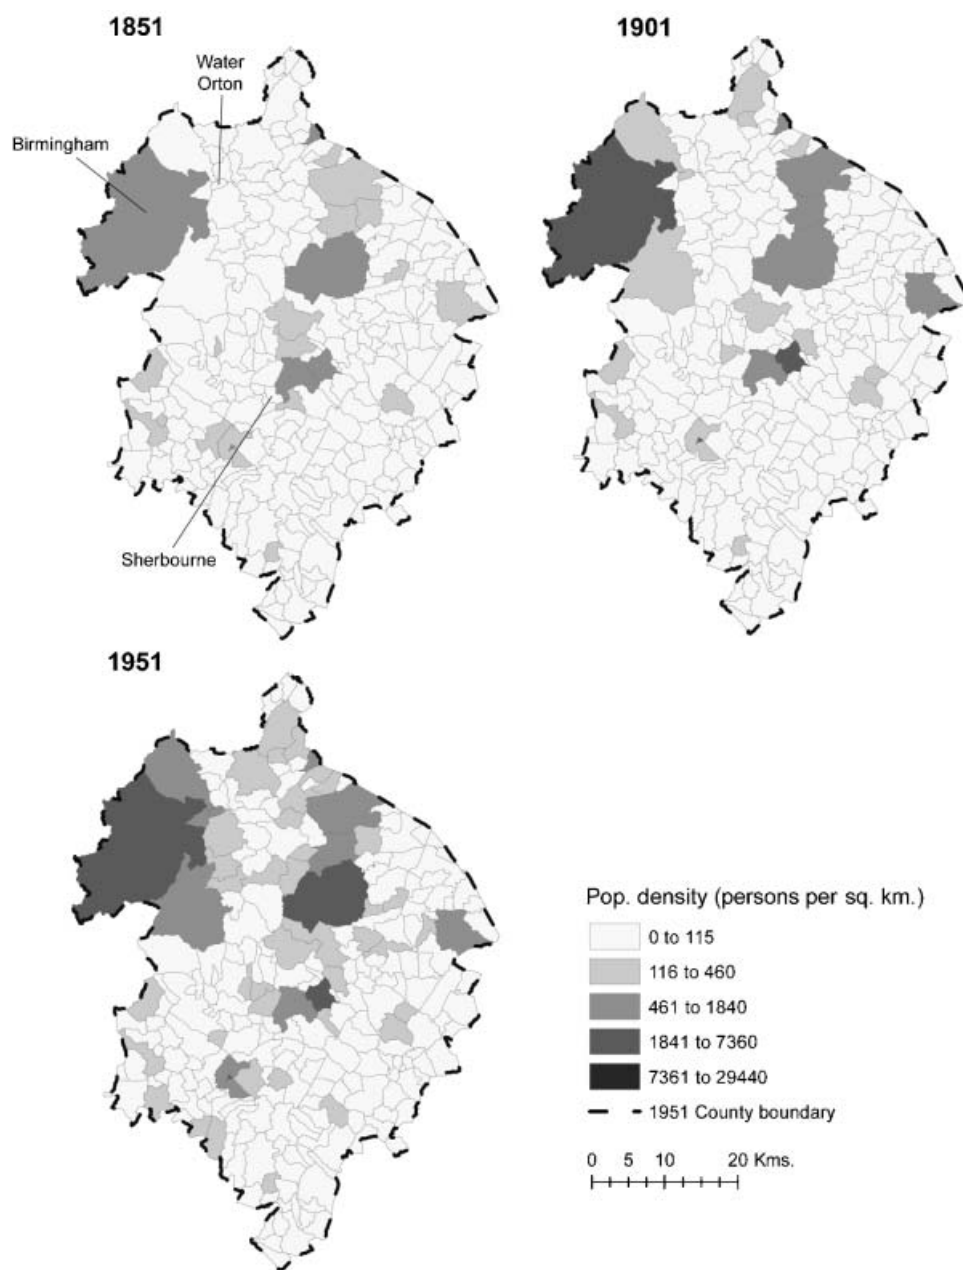 1851
1901
Water
Orton
Birmingham
Sherbourne
1951
Pop. density (persons per sq. km.)
0 to 115
116 to 460
461 to 1840
1841 to 7360
7361 to 29440
1951 County boundary
0 5 10 20 Kms.